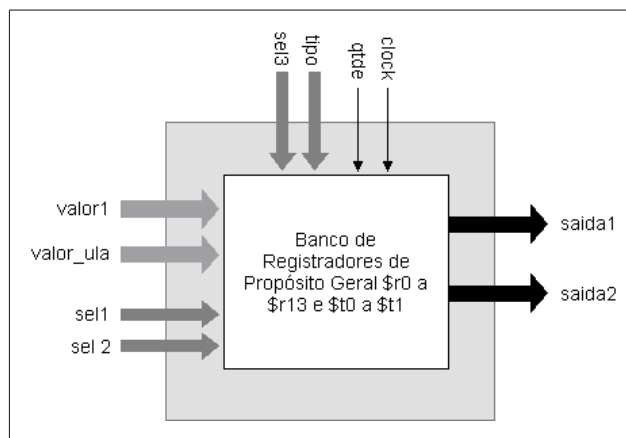 sel3
tipo
qtde
clock
valor1
valor_ula
sel1
sel 2
Banco de
Registradores de
Propósito Geral $r0 a
$r13 e $t0 a $t1
saida1
saida2